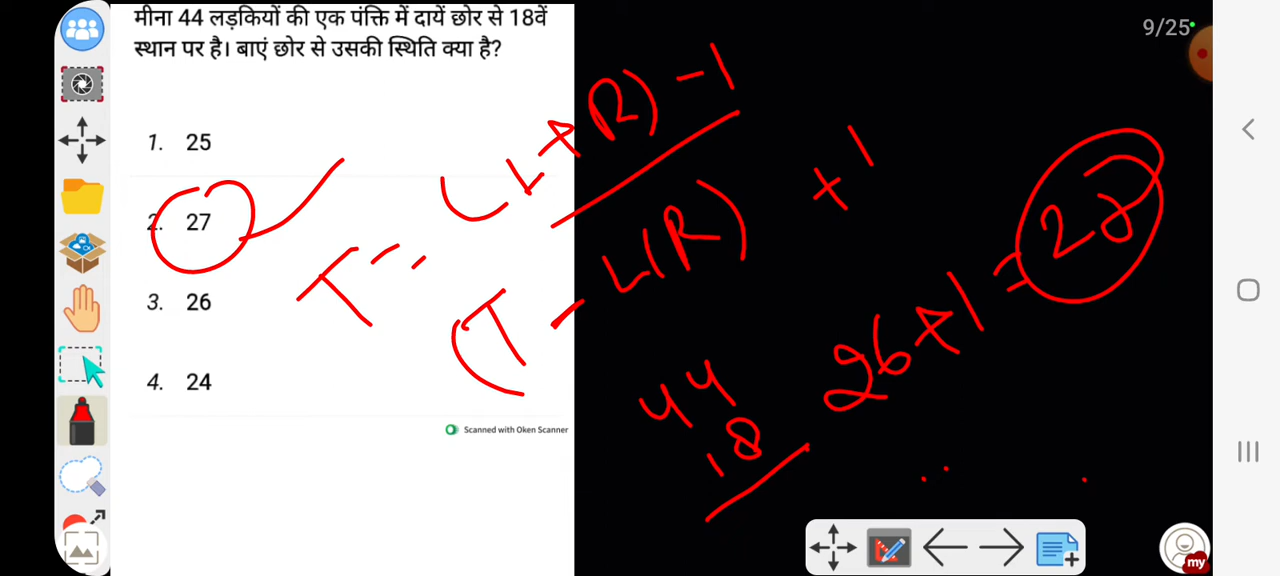 मीना 44 लड़कियों की एक पंक्ति में दायें छोर से 18वें
स्थान पर है। बाएं छोर से उसकी स्थिति क्या है?
9/25
1. 25
2. 27
3. 26
4. 24
Scanned with Oken Scanner
T
(L+R)-1
(T-L(R) +1
44
18
26+1=27
my